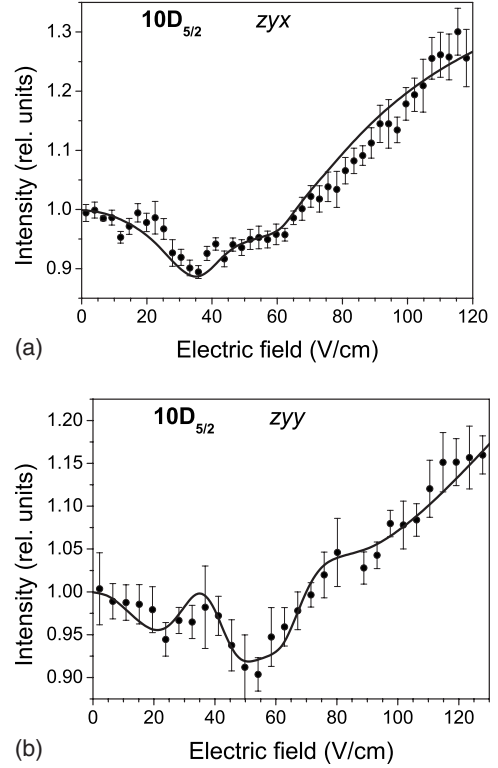 10D5/2 zyx
Intensity (rel. units)
1.3
1.2
1.1
1.0
0.9
0 20 40 60 80 100 120
(a)
Electric field (V/cm)
10D5/2 zyy
Intensity (rel. units)
1.20
1.15
1.10
1.05
1.00
0.95
0.90
0 20 40 60 80 100 120
(b)
Electric field (V/cm)